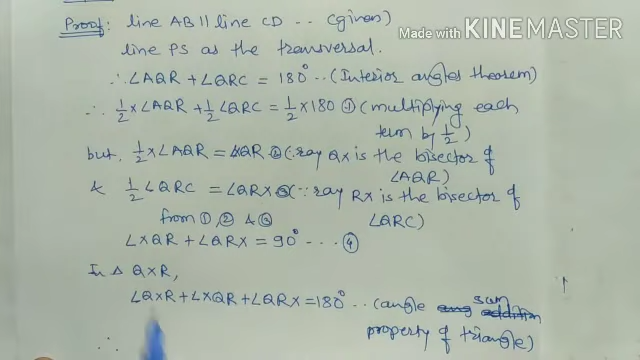 Made with KINEMASTER
Proof: line AB || line CD -- (given)
line PS as the transversal.
∴ ∠AQR + ∠QRC = 180° -- (Interior angles theorem)
∴ 1/2 × ∠AQR + 1/2 ∠QRC = 1/2 × 180 ① (multiplying each
term by 1/2)
but, 1/2 × ∠AQR = ②(∵ ray QX is the bisector of
∠AQR)
& 1/2 ∠QRC = ∠QRX ③(∵ ray RX is the bisector of
∠QRC)
from ①, ② & ③
∠XQR + ∠QRX = 90° --- ④
In Δ QXR,
∠QXR + ∠XQR + ∠QRX = 180° -- (angle sum
property of triangle)
∴